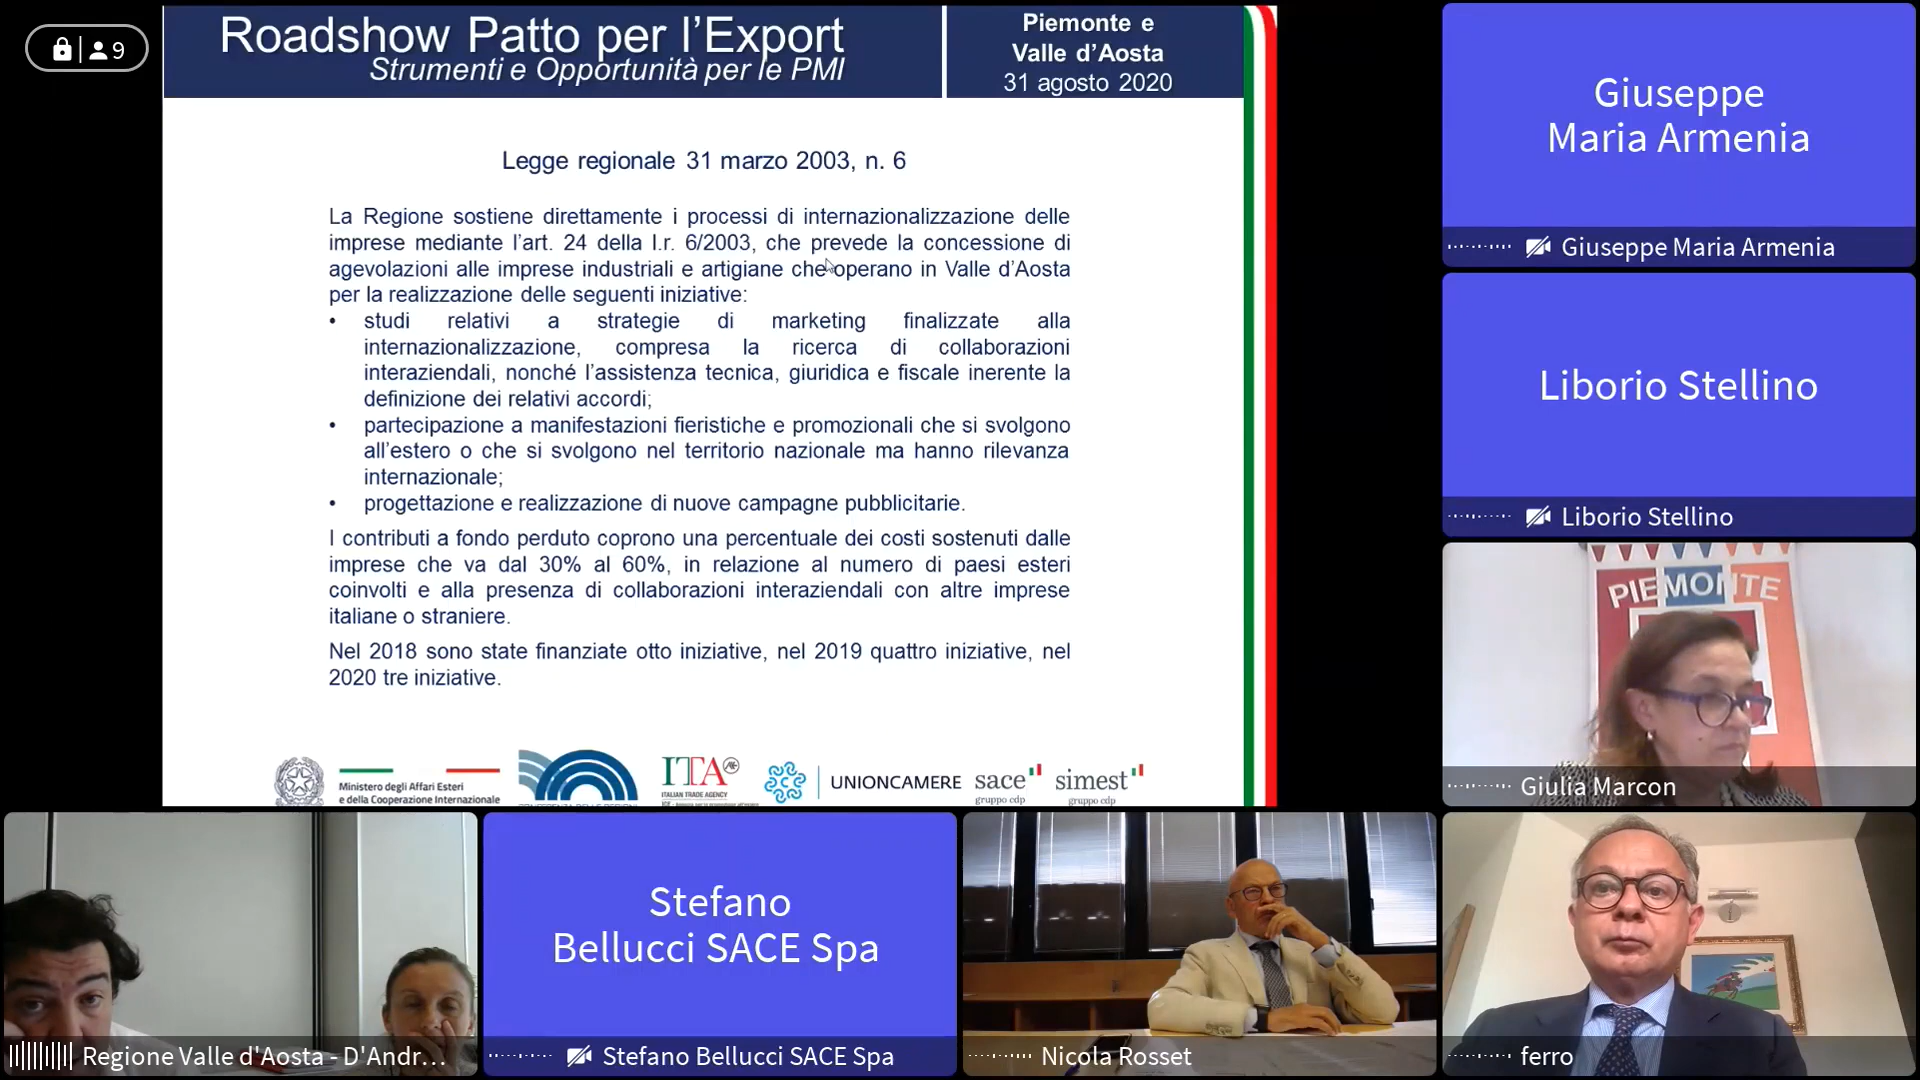 9
Roadshow Patto per l'Export
Strumenti e Opportunità per le PMI
Piemonte e
Valle d'Aosta
31 agosto 2020
Legge regionale 31 marzo 2003, n. 6
La Regione sostiene direttamente i processi di internazionalizzazione delle
imprese mediante l'art. 24 della l.r. 6/2003, che prevede la concessione di
agevolazioni alle imprese industriali e artigiane che operano in Valle d'Aosta
per la realizzazione delle seguenti iniziative:
• studi relativi a strategie di marketing finalizzate alla
internazionalizzazione, compresa la ricerca di collaborazioni
interaziendali, nonché l'assistenza tecnica, giuridica e fiscale inerente la
definizione dei relativi accordi;
• partecipazione a manifestazioni fieristiche e promozionali che si svolgono
all'estero o che si svolgono nel territorio nazionale ma hanno rilevanza
internazionale;
• progettazione e realizzazione di nuove campagne pubblicitarie.
I contributi a fondo perduto coprono una percentuale dei costi sostenuti dalle
imprese che va dal 30% al 60%, in relazione al numero di paesi esteri
coinvolti e alla presenza di collaborazioni interaziendali con altre imprese
italiane o straniere.
Nel 2018 sono state finanziate otto iniziative, nel 2019 quattro iniziative, nel
2020 tre iniziative.
Ministero degli Affari Esteri
e della Cooperazione Internazionale
ITA
ITALIAN TRADE AGENCY
UNIONCAMERE
sace
gruppo cdp
simest
gruppo cdp
Giuseppe
Maria Armenia
Giuseppe Maria Armenia
Liborio Stellino
Liborio Stellino
PIEMONTE
Giulia Marcon
Regione Valle d'Aosta - D'Andr...
Stefano
Bellucci SACE Spa
Stefano Bellucci SACE Spa
Nicola Rosset
ferro